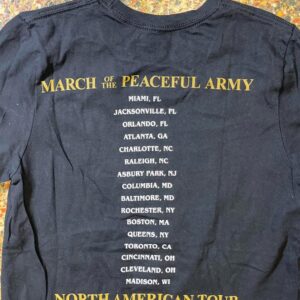 MARCH OF THE PEACEFUL ARMY
MIAMI, FL
JACKSONVILLE, FL
ORLANDO, FL
ATLANTA, GA
CHARLOTTE, NC
RALEIGH, NC
ASBURY PARK, NJ
COLUMBIA, MD
BALTIMORE, MD
ROCHESTER, NY
BOSTON, MA
QUEENS, NY
TORONTO, CA
CINCINNATI, OH
CLEVELAND, OH
MADISON, WI
NORTH AMERICAN TOUR